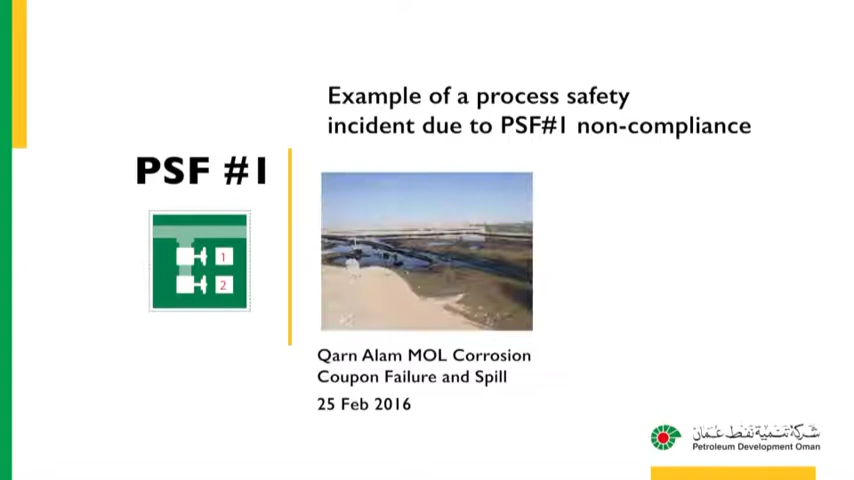 Example of a process safety
incident due to PSF#1 non-compliance
PSF #1
1
2
Qarn Alam MOL Corrosion
Coupon Failure and Spill
25 Feb 2016
شركة تنمية نفط عمان
Petroleum Development Oman